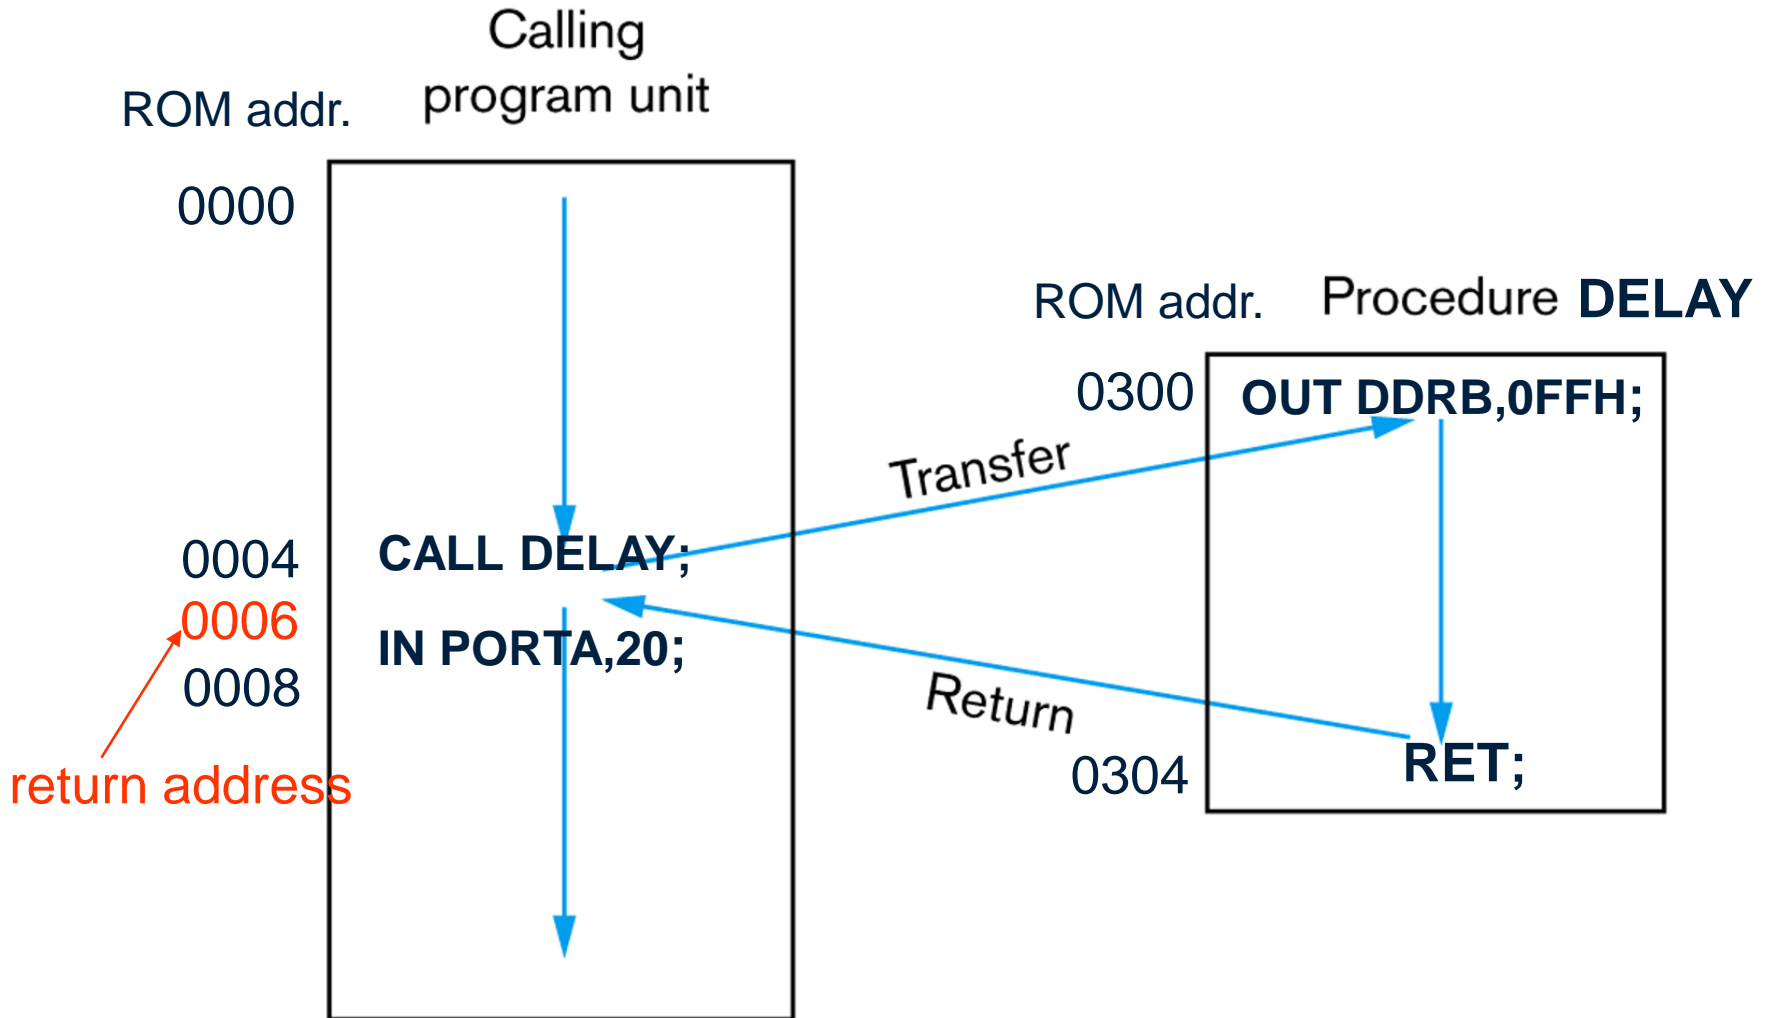 Calling
program unit
ROM addr.
0000
0004
CALL DELAY;
0006
IN PORTA,20;
0008
return address
Transfer
Return
ROM addr.
Procedure DELAY
0300
OUT DDRB,0FFH;
0304
RET;